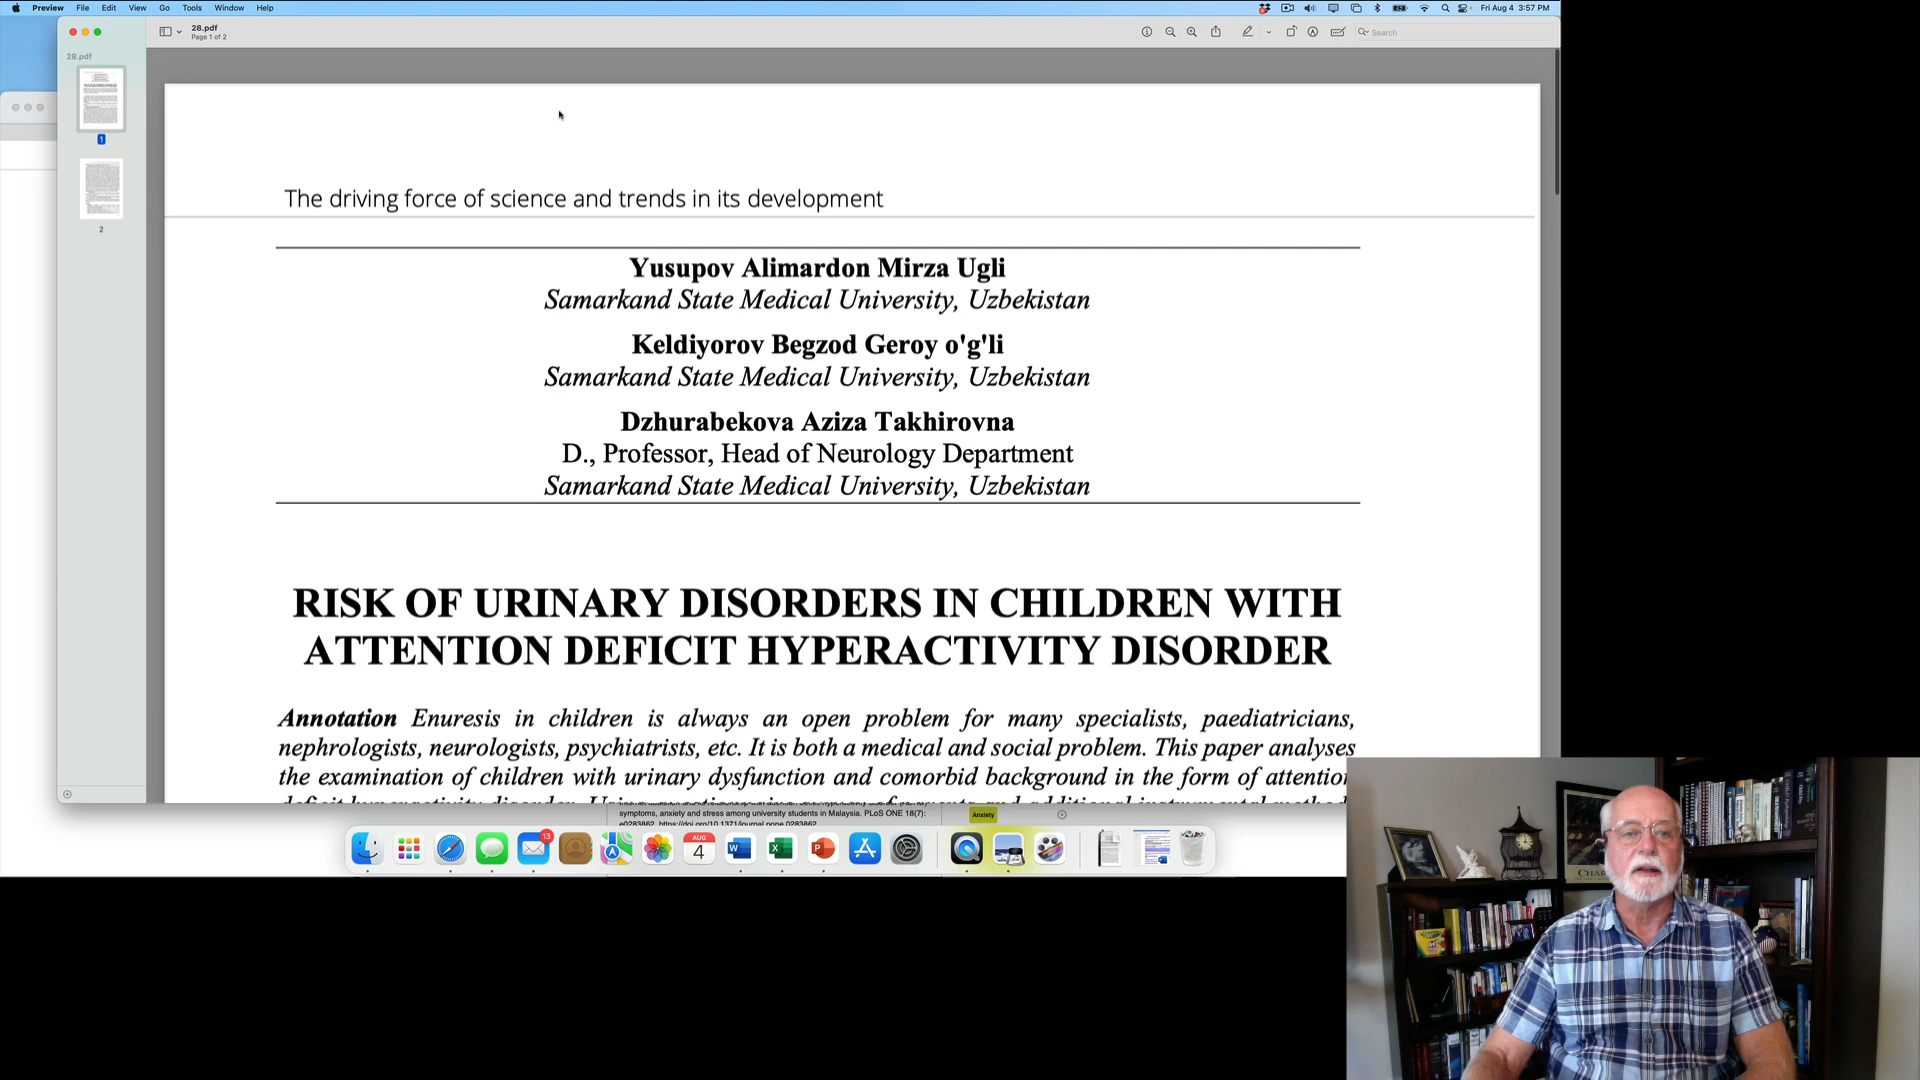 Preview File Edit View Go Tools Window Help
Fri Aug 4 3:57 PM
28.pdf
Page 1 of 2
Search
28.pdf
1
2
The driving force of science and trends in its development
Yusupov Alimardon Mirza Ugli
Samarkand State Medical University, Uzbekistan
Keldiyorov Begzod Geroy o'g'li
Samarkand State Medical University, Uzbekistan
Dzhurabekova Aziza Takhirovna
D., Professor, Head of Neurology Department
Samarkand State Medical University, Uzbekistan
RISK OF URINARY DISORDERS IN CHILDREN WITH
ATTENTION DEFICIT HYPERACTIVITY DISORDER
Annotation Enuresis in children is always an open problem for many specialists, paediatricians,
nephrologists, neurologists, psychiatrists, etc. It is both a medical and social problem. This paper analyses
the examination of children with urinary dysfunction and comorbid background in the form of attention
symptoms, anxiety and stress among university students in Malaysia. PLoS ONE 18(7):
Anxiety
13
AUG
4